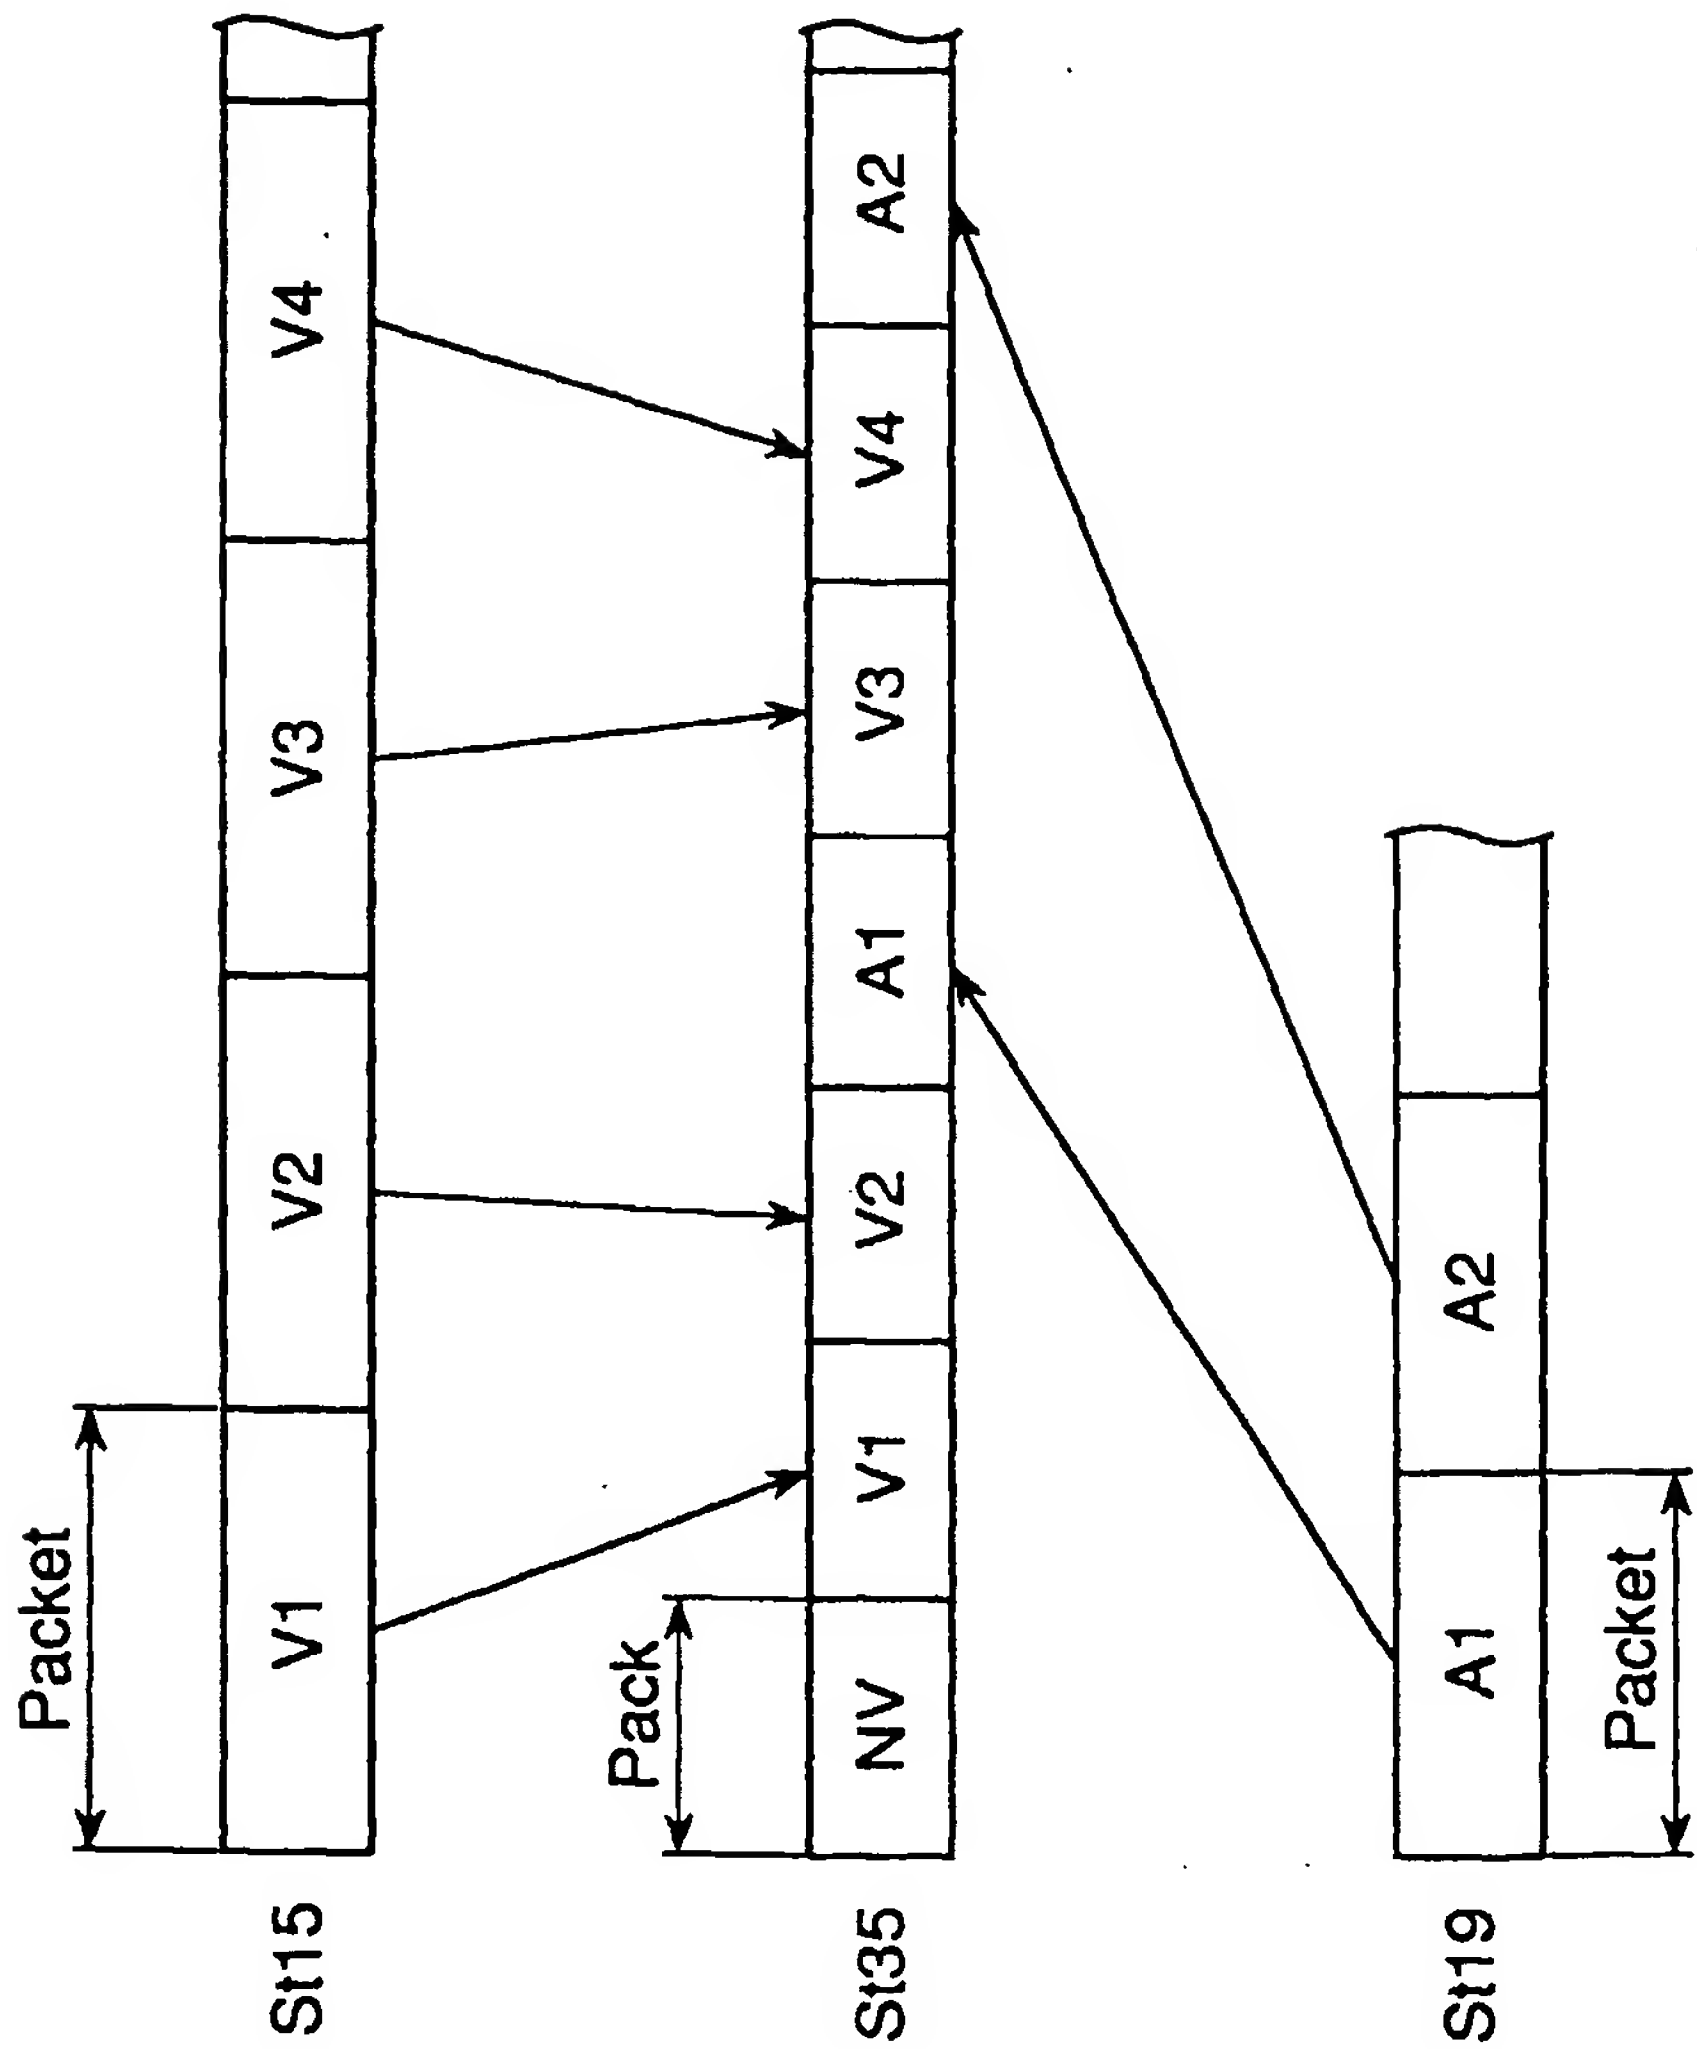 Packet
St15 V1 V2 V3 V4
Pack
St35 NV V1 V2 A1 V3 V4 A2
St19 A1 A2
Packet